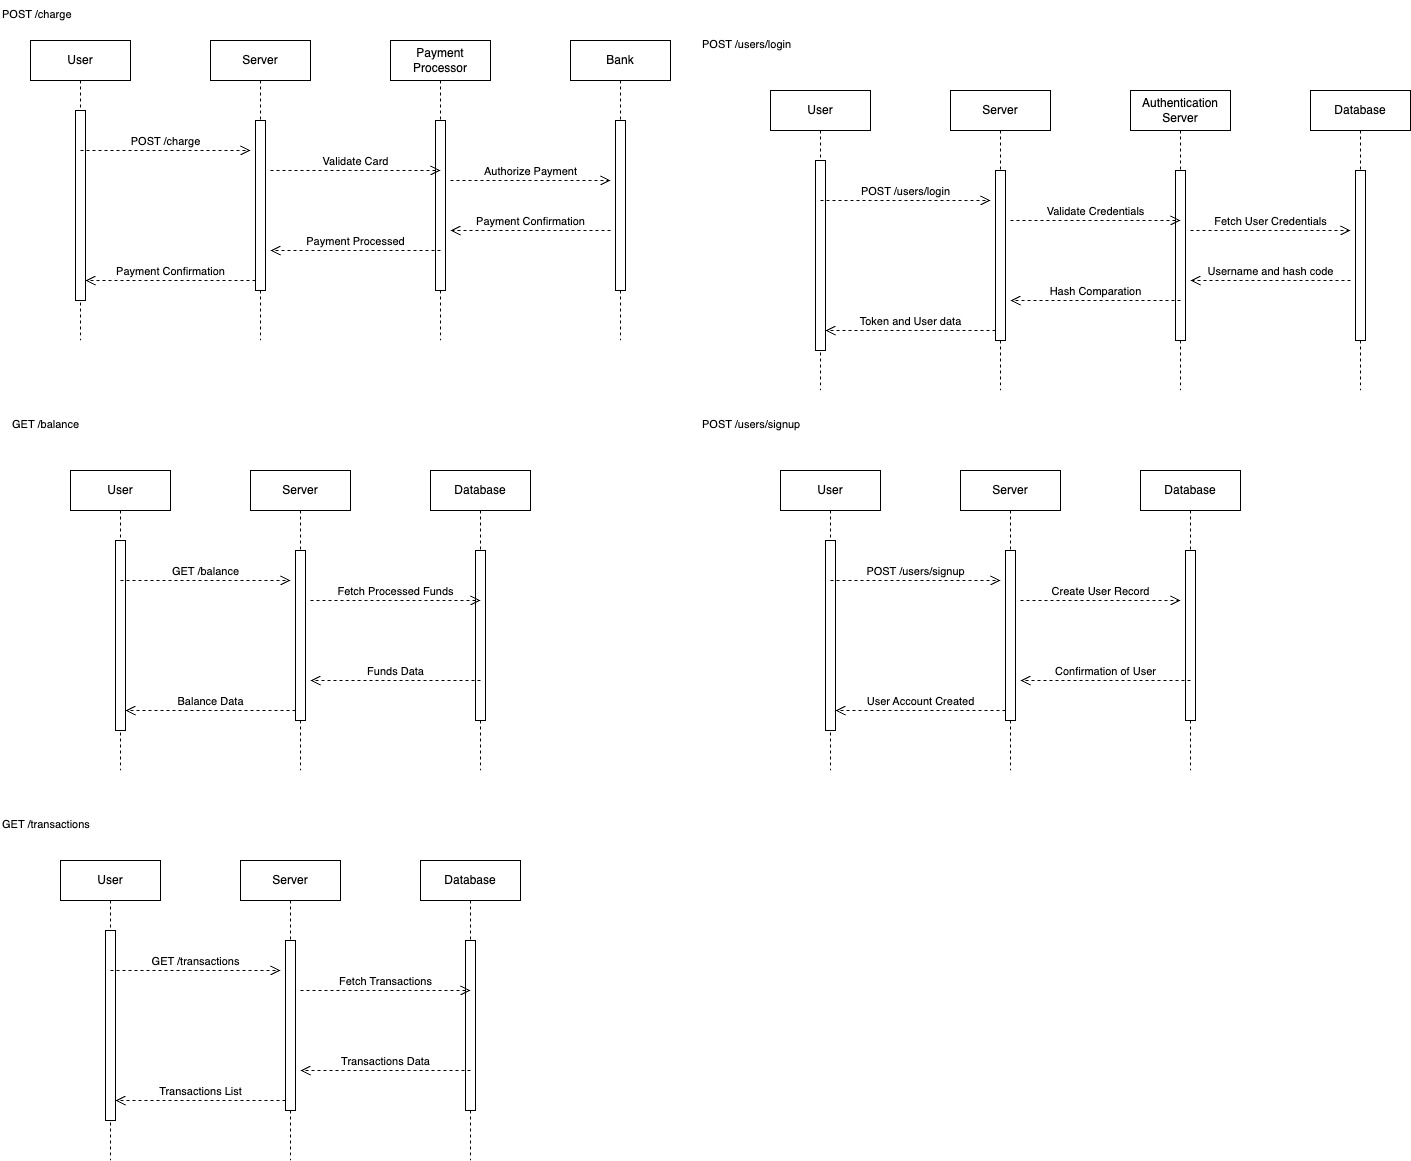 POST /charge
User
Server
Payment
Processor
Bank
POST /charge
Validate Card
Authorize Payment
Payment Confirmation
Payment Processed
Payment Confirmation
POST /users/login
User
Server
Authentication
Server
Database
POST /users/login
Validate Credentials
Fetch User Credentials
Username and hash code
Hash Comparation
Token and User data
GET /balance
User
Server
Database
GET /balance
Fetch Processed Funds
Funds Data
Balance Data
POST /users/signup
User
Server
Database
POST /users/signup
Create User Record
Confirmation of User
User Account Created
GET /transactions
User
Server
Database
GET /transactions
Fetch Transactions
Transactions Data
Transactions List